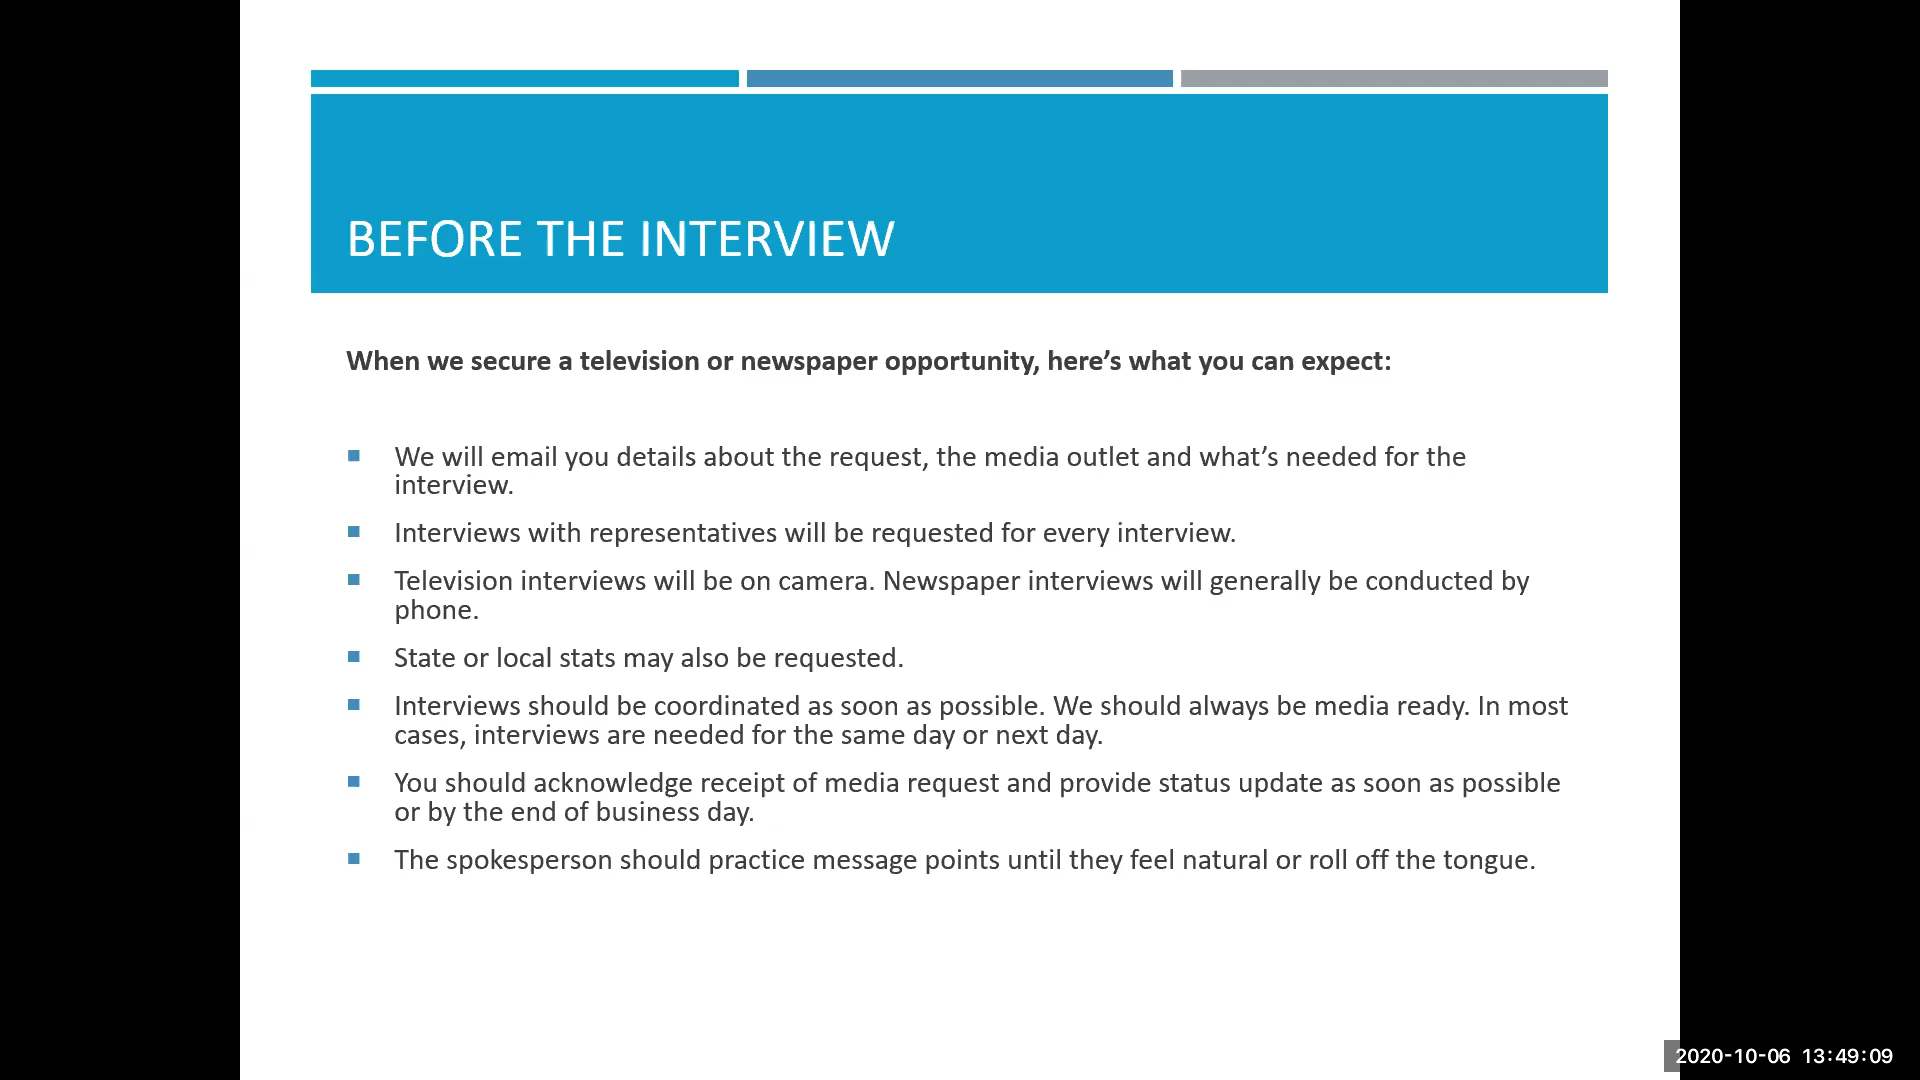 BEFORE THE INTERVIEW
When we secure a television or newspaper opportunity, here’s what you can expect:
We will email you details about the request, the media outlet and what’s needed for the
interview.
Interviews with representatives will be requested for every interview.
Television interviews will be on camera. Newspaper interviews will generally be conducted by
phone.
State or local stats may also be requested.
Interviews should be coordinated as soon as possible. We should always be media ready. In most
cases, interviews are needed for the same day or next day.
You should acknowledge receipt of media request and provide status update as soon as possible
or by the end of business day.
The spokesperson should practice message points until they feel natural or roll off the tongue.
2020-10-06 13:49:09